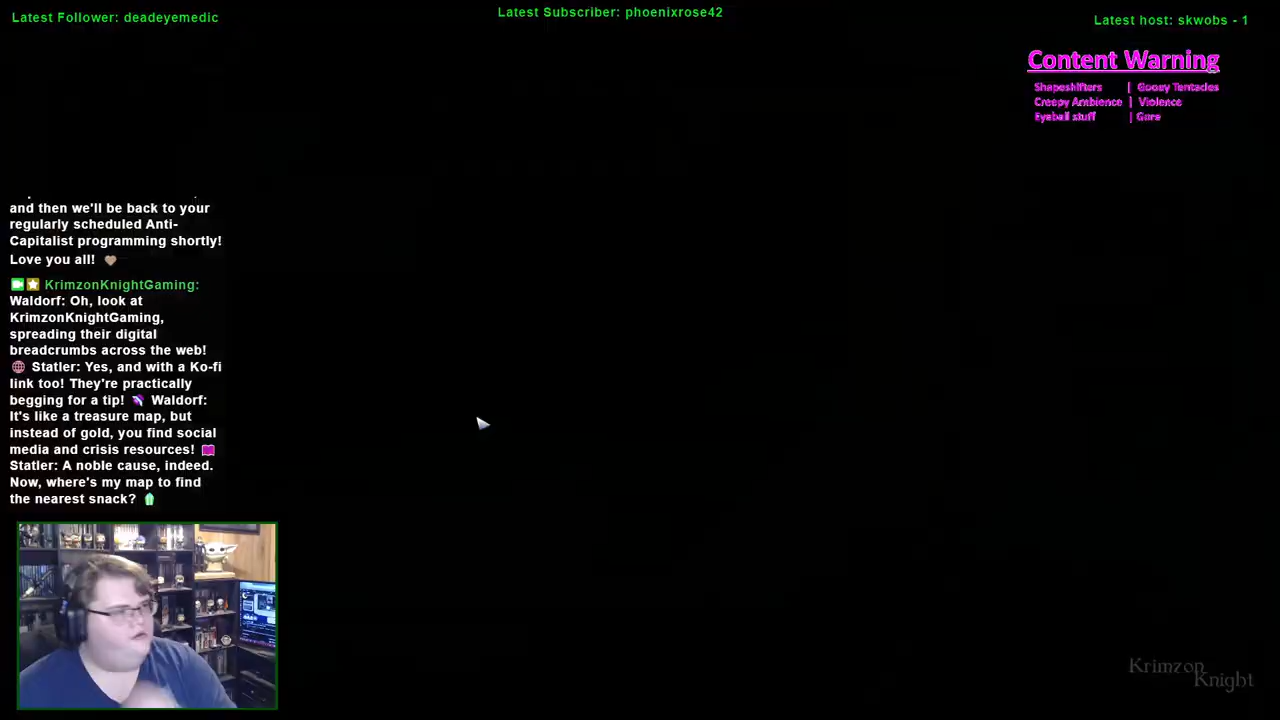 Latest Follower: deadeyemedic
Latest Subscriber: phoenixrose42
Latest host: skwobs - 1
Content Warning
Shapeshifters | Gooey Tentacles
Creepy Ambience | Violence
Eyeball stuff | Gore
and then we'll be back to your
regularly scheduled Anti-
Capitalist programming shortly!
Love you all!
KrimzonKnightGaming:
Waldorf: Oh, look at
KrimzonKnightGaming,
spreading their digital
breadcrumbs across the web!
Statler: Yes, and with a Ko-fi
link too! They're practically
begging for a tip! Waldorf:
It's like a treasure map, but
instead of gold, you find social
media and crisis resources!
Statler: A noble cause, indeed.
Now, where's my map to find
the nearest snack?
Krimzon
Knight